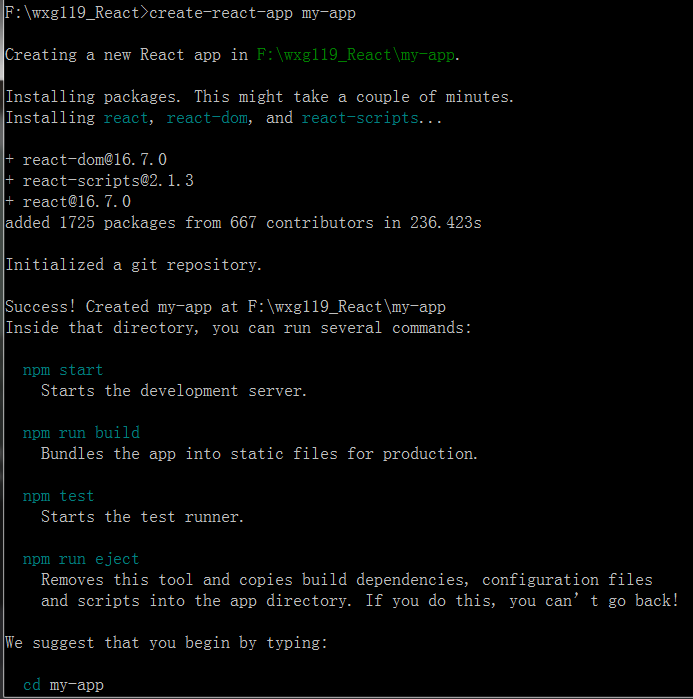 F:\wxg119_React>create-react-app my-app
Creating a new React app in F:\wxg119_React\my-app.
Installing packages. This might take a couple of minutes.
Installing react, react-dom, and react-scripts...
+ react-dom@16.7.0
+ react-scripts@2.1.3
+ react@16.7.0
added 1725 packages from 667 contributors in 236.423s
Initialized a git repository.
Success! Created my-app at F:\wxg119_React\my-app
Inside that directory, you can run several commands:
npm start
Starts the development server.
npm run build
Bundles the app into static files for production.
npm test
Starts the test runner.
npm run eject
Removes this tool and copies build dependencies, configuration files
and scripts into the app directory. If you do this, you can’t go back!
We suggest that you begin by typing:
cd my-app